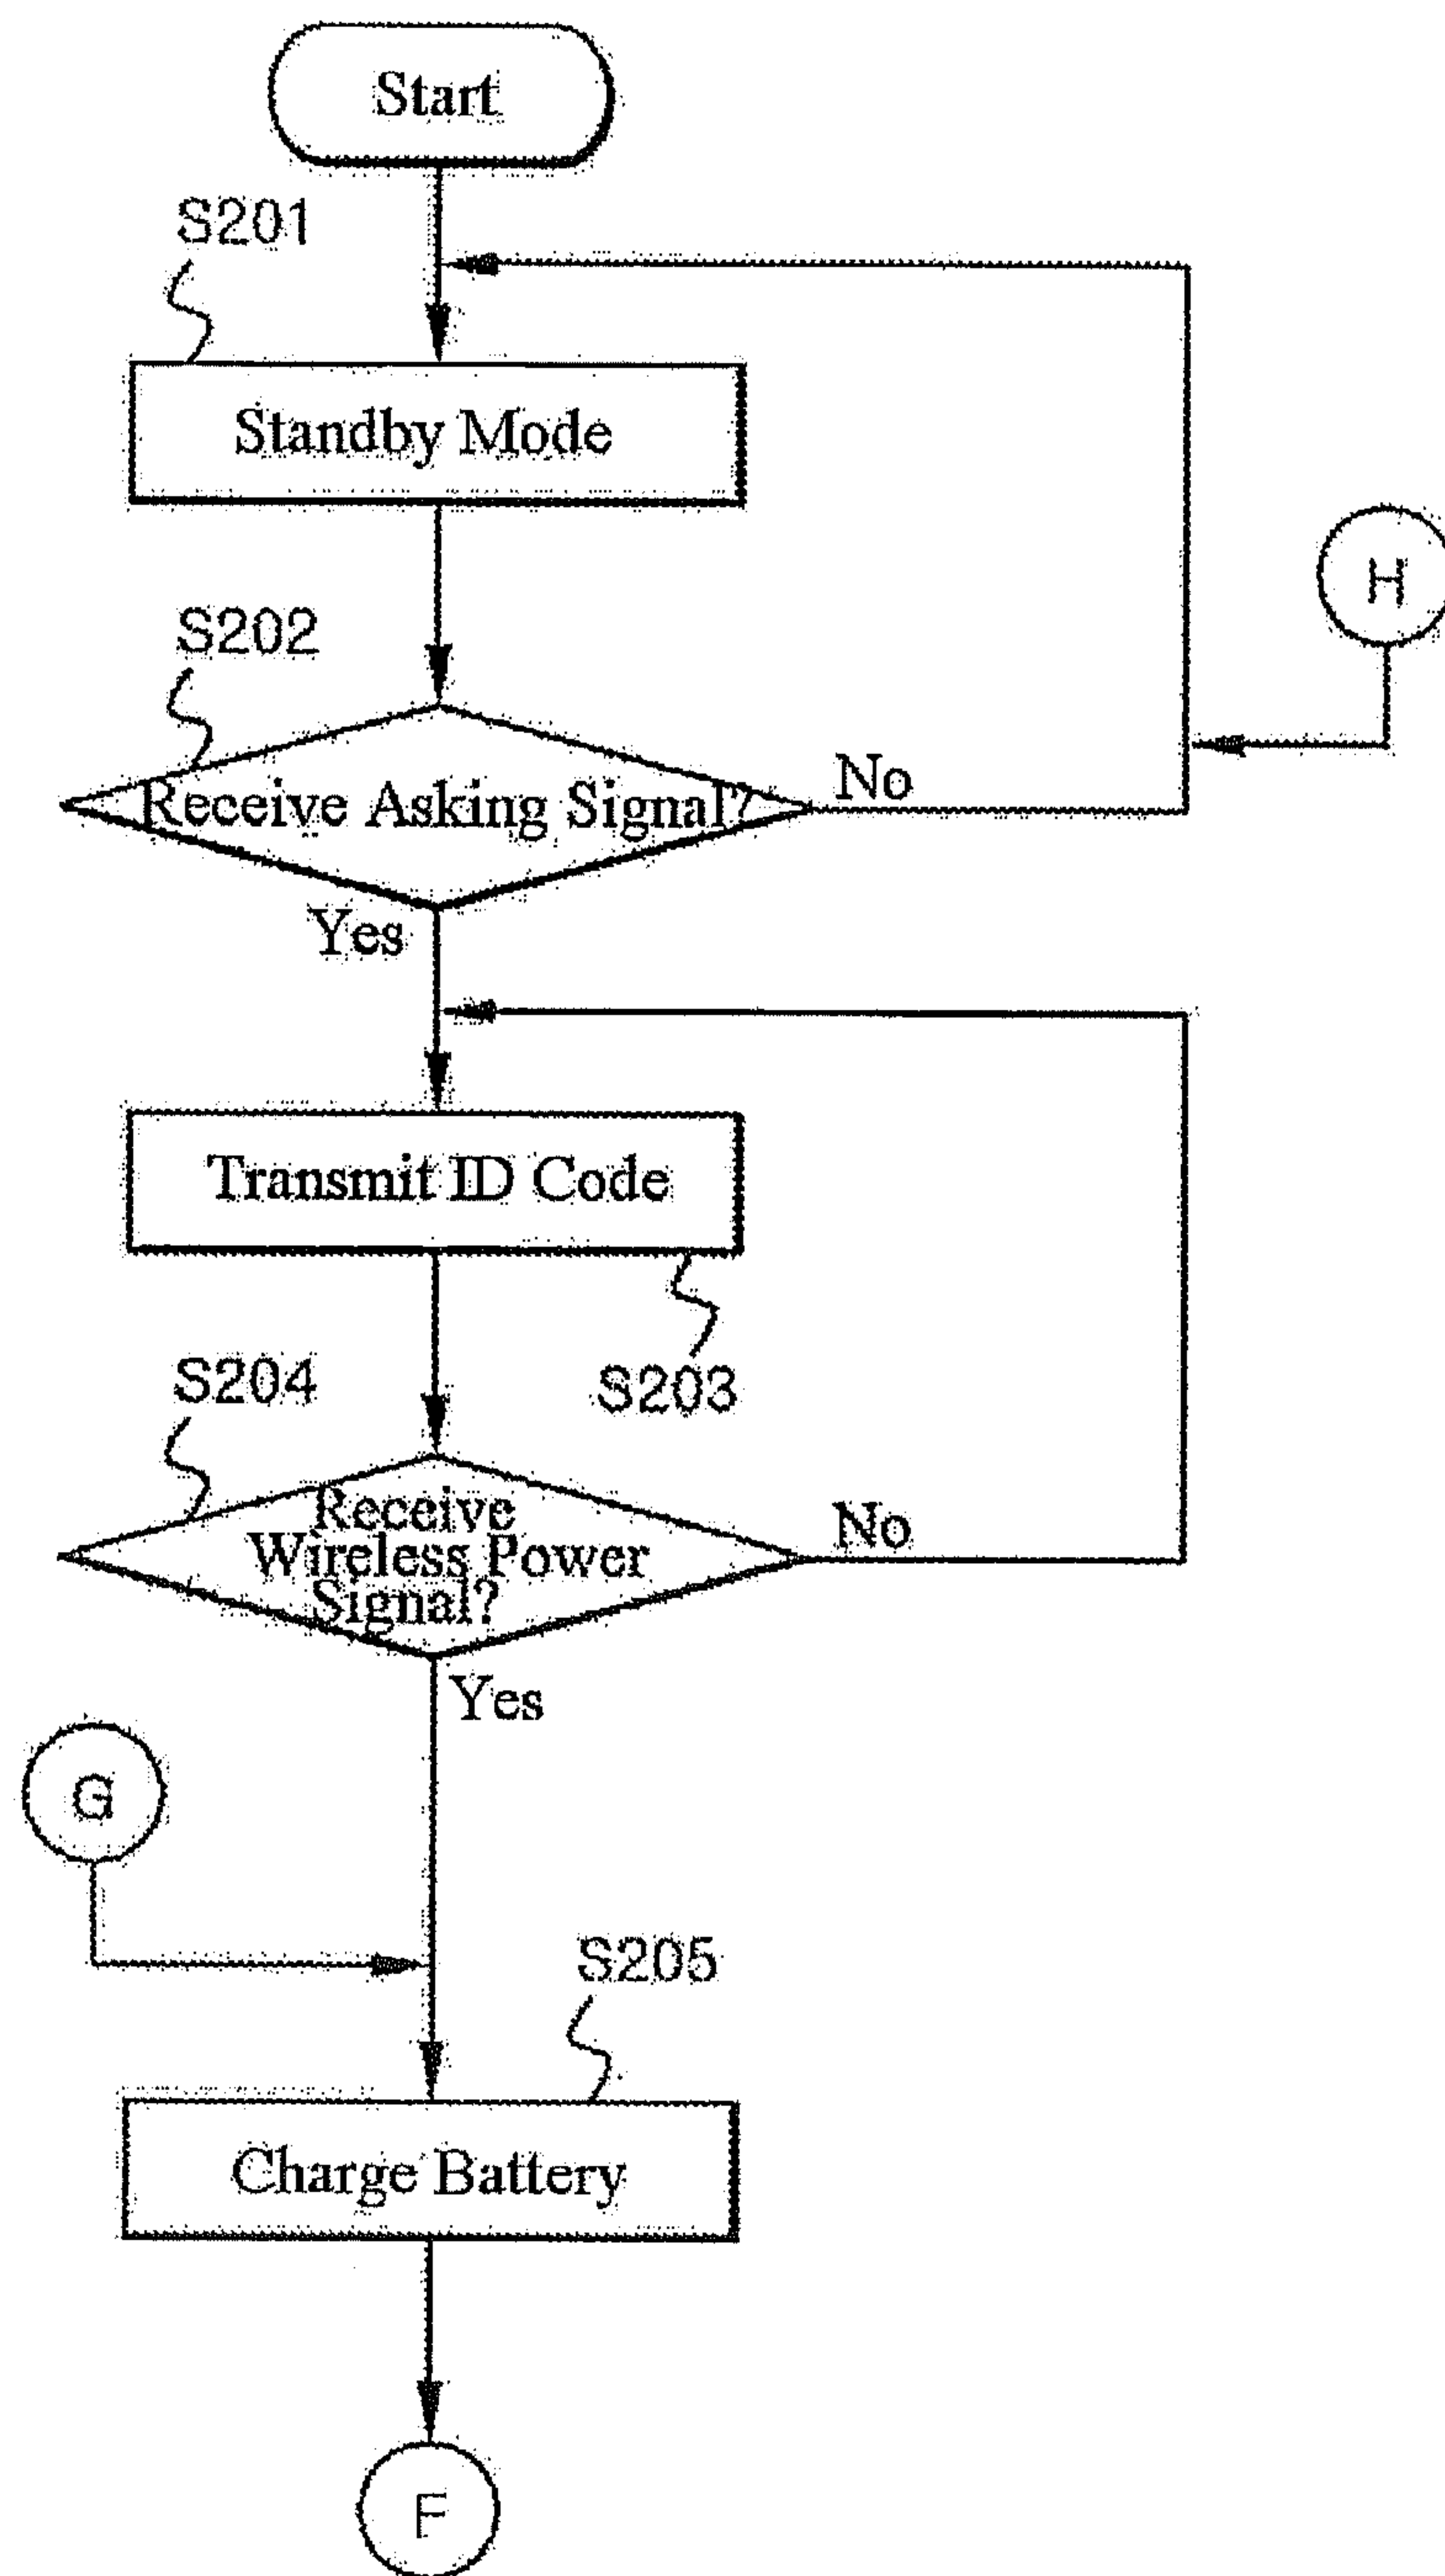 Start
S201
Standby Mode
H
S202
Receive Asking Signal?
No
Yes
Transmit ID Code
S203
S204
Receive
Wireless Power
Signal?
No
Yes
G
S205
Charge Battery
F